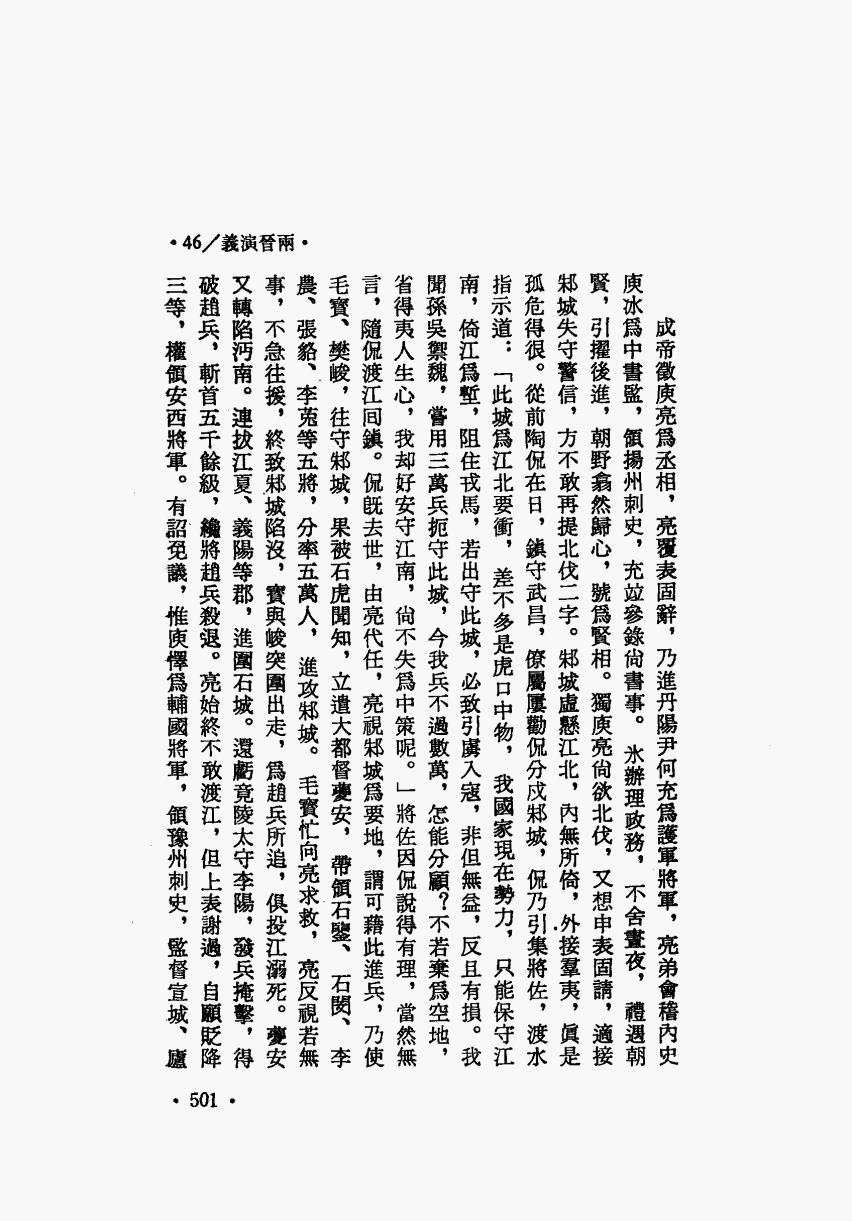 •46／義演晉兩•
成帝徵庾亮爲丞相，亮覆表固辭，乃進丹陽尹何充爲護軍將軍，亮弟會稽內史
庾冰爲中書監，領揚州刺史，充竝參錄尙書事。氷辦理政務，不舍晝夜，禮遇朝
賢，引擢後進，朝野翕然歸心，號爲賢相。獨庾亮尙欲北伐，又想申表固請，適接
邾城失守警信，方不敢再提北伐二字。邾城虛懸江北，內無所倚，外接羣夷，眞是
孤危得很。從前陶侃在日，鎭守武昌，僚屬屢勸侃分戍邾城，侃乃引集將佐，渡水
指示道：「此城爲江北要衝，差不多是虎口中物，我國家現在勢力，只能保守江
南，倚江爲塹，阻住戎馬，若出守此城，必致引虜入寇，非但無益，反且有損。我
聞孫吳禦魏，嘗用三萬兵扼守此城，今我兵不過數萬，怎能分顧？不若棄爲空地，
省得夷人生心，我却好安守江南，尙不失爲中策呢。」將佐因侃說得有理，當然無
言，隨侃渡江回鎭。侃旣去世，由亮代任，亮視邾城爲要地，謂可藉此進兵，乃使
毛寶、樊峻，往守邾城，果被石虎聞知，立遣大都督夔安，帶領石鑒、石閔、李
農、張貉、李菟等五將，分率五萬人，進攻邾城。毛寶忙向亮求救，亮反視若無
事，不急往援，終致邾城陷沒，寶與峻突圍出走，爲趙兵所追，俱投江溺死。夔安
又轉陷沔南。連拔江夏、義陽等郡，進圍石城。還虧竟陵太守李陽，發兵掩擊，得
破趙兵，斬首五千餘級，纔將趙兵殺退。亮始終不敢渡江，但上表謝過，自願貶降
三等，權領安西將軍。有詔免議，惟庾懌爲輔國將軍，領豫州刺史，監督宣城、廬
•501•